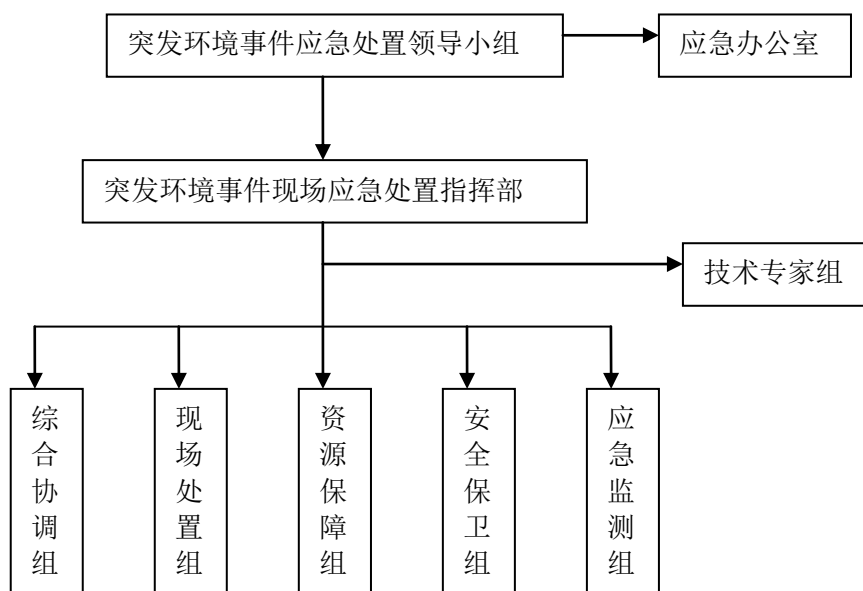 突发环境事件应急处置领导小组
应急办公室
突发环境事件现场应急处置指挥部
技术专家组
综合协调组
现场处置组
资源保障组
安全保卫组
应急监测组